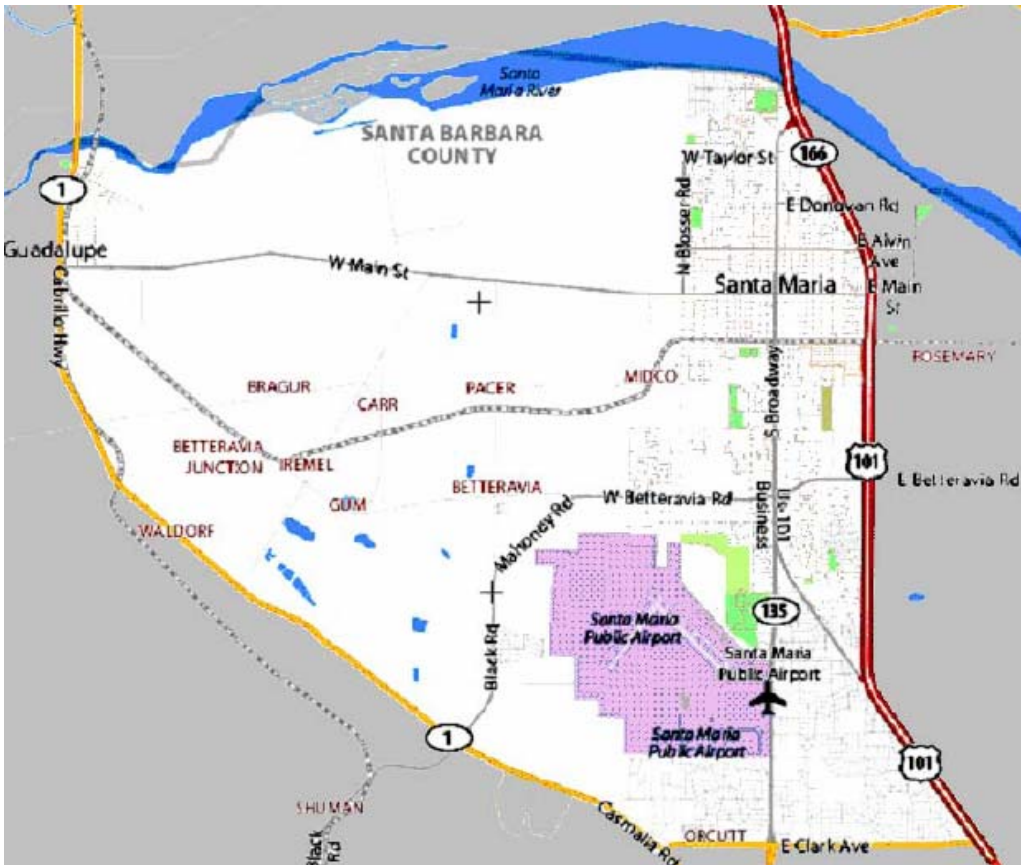 Santa
Maria River
SANTA BARBARA
COUNTY
166
W Taylor St
1
N Blosser Rd
E Donovan Rd
Guadalupe
E Alvin
Ave
W Main St
Cabrillo Hwy
Santa Maria
E Main
St
ROSEMARY
S Broadway
MIDCO
BRAGUR
PACER
CARR
BETTERAVIA
JUNCTION
IREMEL
101
E Betteravia Rd
BETTERAVIA
W Betteravia Rd
GUM
Business
US 101
Mahoney Rd
WALDORF
135
Santa Maria
Public Airport
Santa Maria
Public Airport
Black Rd
1
Santa Maria
Public Airport
101
SHUMAN
Black
Rd
Casmalia Rd
ORCUTT
E Clark Ave